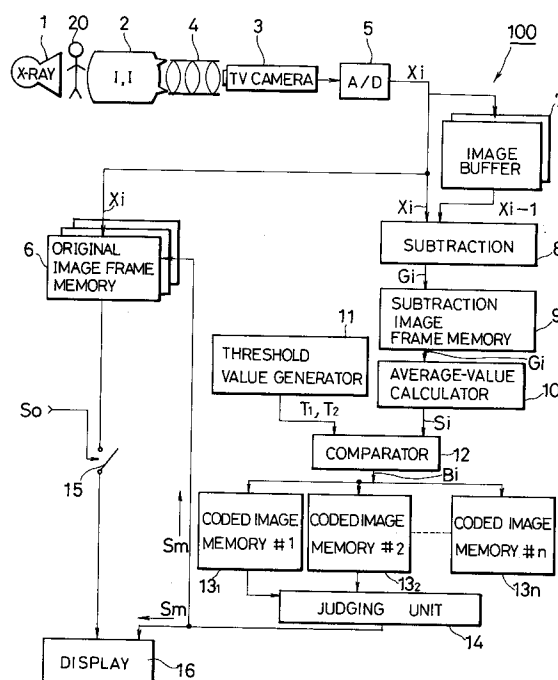 1
20
2
4
3
5
100
X-RAY
I,I
TV CAMERA
A/D
Xi
IMAGE
BUFFER
Xi
Xi
Xi-1
6
ORIGINAL
IMAGE FRAME
MEMORY
SUBTRACTION
8
Gi
SUBTRACTION
IMAGE
FRAME MEMORY
9
11
THRESHOLD
VALUE GENERATOR
Gi
AVERAGE-VALUE
CALCULATOR
10
So
T1, T2
Si
COMPARATOR
12
15
Bi
Sm
CODED IMAGE
MEMORY #1
CODED IMAGE
MEMORY #2
CODED IMAGE
MEMORY #n
131
132
13n
Sm
JUDGING UNIT
14
DISPLAY
16